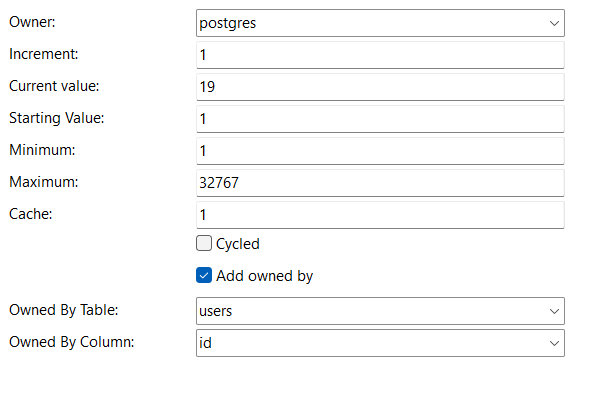 Owner: postgres
Increment: 1
Current value: 19
Starting Value: 1
Minimum: 1
Maximum: 32767
Cache: 1
Cycled
Add owned by
Owned By Table: users
Owned By Column: id